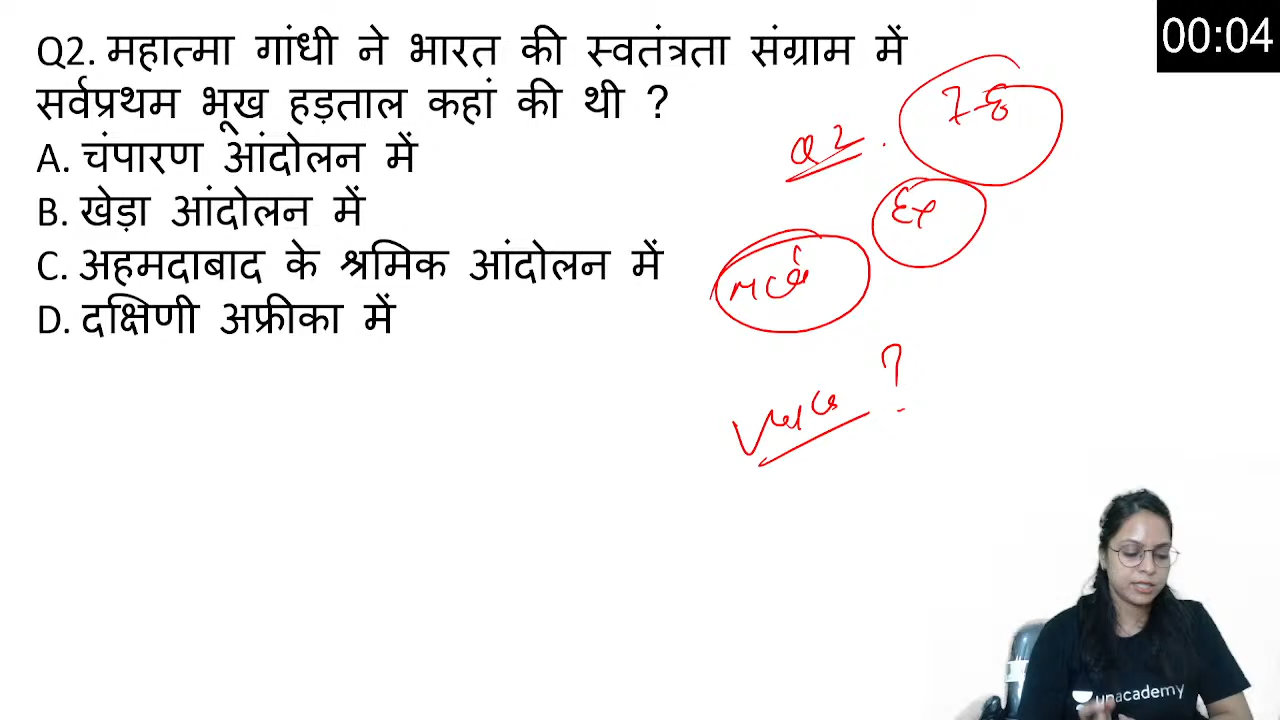 00:04
Q2. महात्मा गांधी ने भारत की स्वतंत्रता संग्राम में
सर्वप्रथम भूख हड़ताल कहां की थी ?
A. चंपारण आंदोलन में
B. खेड़ा आंदोलन में
C. अहमदाबाद के श्रमिक आंदोलन में
D. दक्षिणी अफ्रीका में
Q2.
?
unacademy